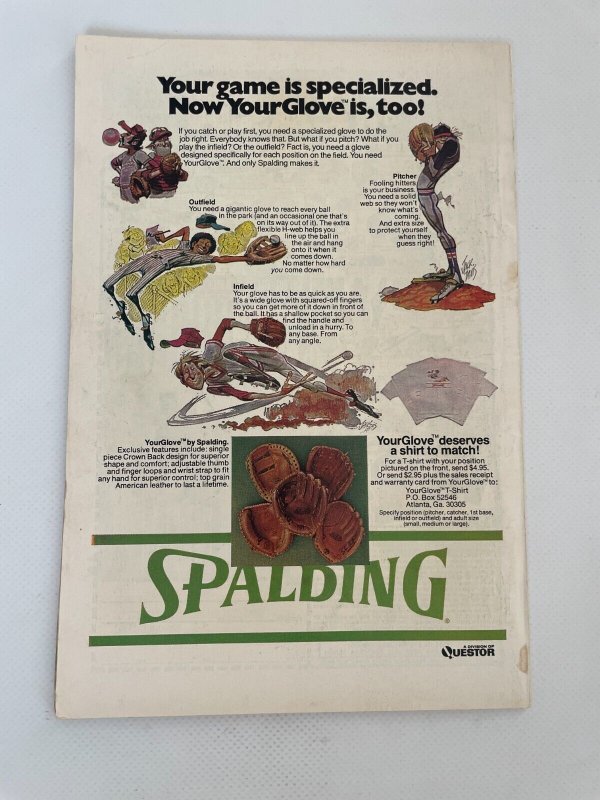 Your game is specialized.
Now YourGlove™ is, too!
If you catch or play first, you need a specialized glove to do the
job right. Everybody knows that. But what if you pitch? What if you
play the infield? Or the outfield? Fact is, you need a glove
designed specifically for each position on the field. You need
YourGlove™. And only Spalding makes it.
Pitcher
Fooling hitters
is your business.
You need a solid
web so they won't
know what's
coming.
And extra size
to protect yourself
when they
guess right!
Outfield
You need a gigantic glove to reach every ball
in the park (and an occasional one that's
on its way out of it). The extra
flexible H-web helps you
line up the ball in
the air and hang
onto it when it
comes down.
No matter how hard
you come down.
Infield
Your glove has to be as quick as you are.
It's a wide glove with squared-off fingers
so you can get more of it down in front of
the ball. It has a shallow pocket so you can
find the handle and
unload in a hurry. To
any base. From
any angle.
YourGlove™ by Spalding.
Exclusive features include: single
piece Crown Back design for superior
shape and comfort; adjustable thumb
and finger loops and wrist strap to fit
any hand for superior control; top grain
American leather to last a lifetime.
YourGlove™ deserves
a shirt to match!
For a T-shirt with your position
pictured on the front, send $4.95.
Or send $2.95 plus the sales receipt
and warranty card from YourGlove™ to:
YourGlove™ T-Shirt
P.O. Box 52546
Atlanta, Ga. 30305
Specify position (pitcher, catcher, 1st base,
infield or outfield) and adult size
(small, medium or large).
SPALDING®
A DIVISION OF
QUESTOR